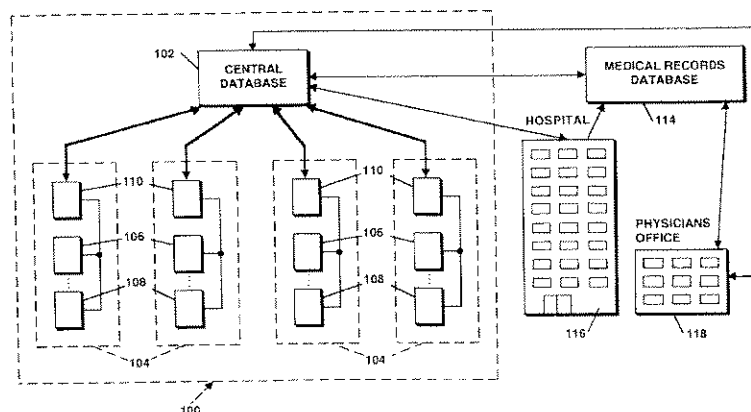 102
CENTRAL
DATABASE
MEDICAL RECORDS
DATABASE
HOSPITAL
114
110
110
106
106
PHYSICIANS
OFFICE
108
108
104
104
116
118
100